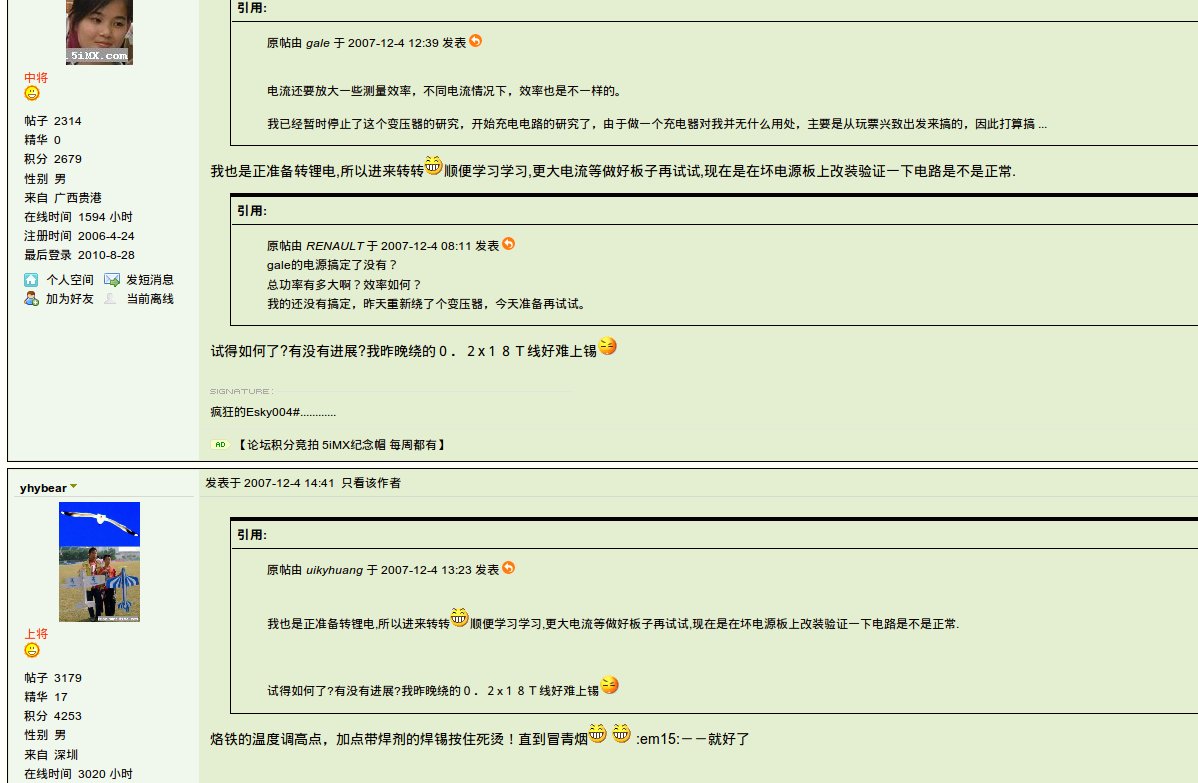 5iMX.com
中将
帖子 2314
精华 0
积分 2679
性别 男
来自 广西贵港
在线时间 1594 小时
注册时间 2006-4-24
最后登录 2010-8-28
个人空间 发短消息
加为好友 当前离线
引用:
原帖由 gale 于 2007-12-4 12:39 发表
电流还要放大一些测量效率，不同电流情况下，效率也是不一样的。
我已经暂时停止了这个变压器的研究，开始充电电路的研究了，由于做一个充电器对我并无什么用处，主要是从玩票兴致出发来搞的，因此打算搞 ...
我也是正准备转锂电,所以进来转转顺便学习学习,更大电流等做好板子再试试,现在是在坏电源板上改装验证一下电路是不是正常.
引用:
原帖由 RENAULT 于 2007-12-4 08:11 发表
gale的电源搞定了没有？
总功率有多大啊？效率如何？
我的还没有搞定，昨天重新绕了个变压器，今天准备再试试。
试得如何了?有没有进展?我昨晚绕的０．２x１８Ｔ线好难上锡
SIGNATURE:
疯狂的Esky004#............
AD 【论坛积分竞拍 5iMX纪念帽 每周都有】
yhybear
上将
帖子 3179
精华 17
积分 4253
性别 男
来自 深圳
在线时间 3020 小时
发表于 2007-12-4 14:41 只看该作者
引用:
原帖由 uikyhuang 于 2007-12-4 13:23 发表
我也是正准备转锂电,所以进来转转顺便学习学习,更大电流等做好板子再试试,现在是在坏电源板上改装验证一下电路是不是正常.
试得如何了?有没有进展?我昨晚绕的０．２x１８Ｔ线好难上锡
烙铁的温度调高点，加点带焊剂的焊锡按住死烫！直到冒青烟 :em15:－－就好了